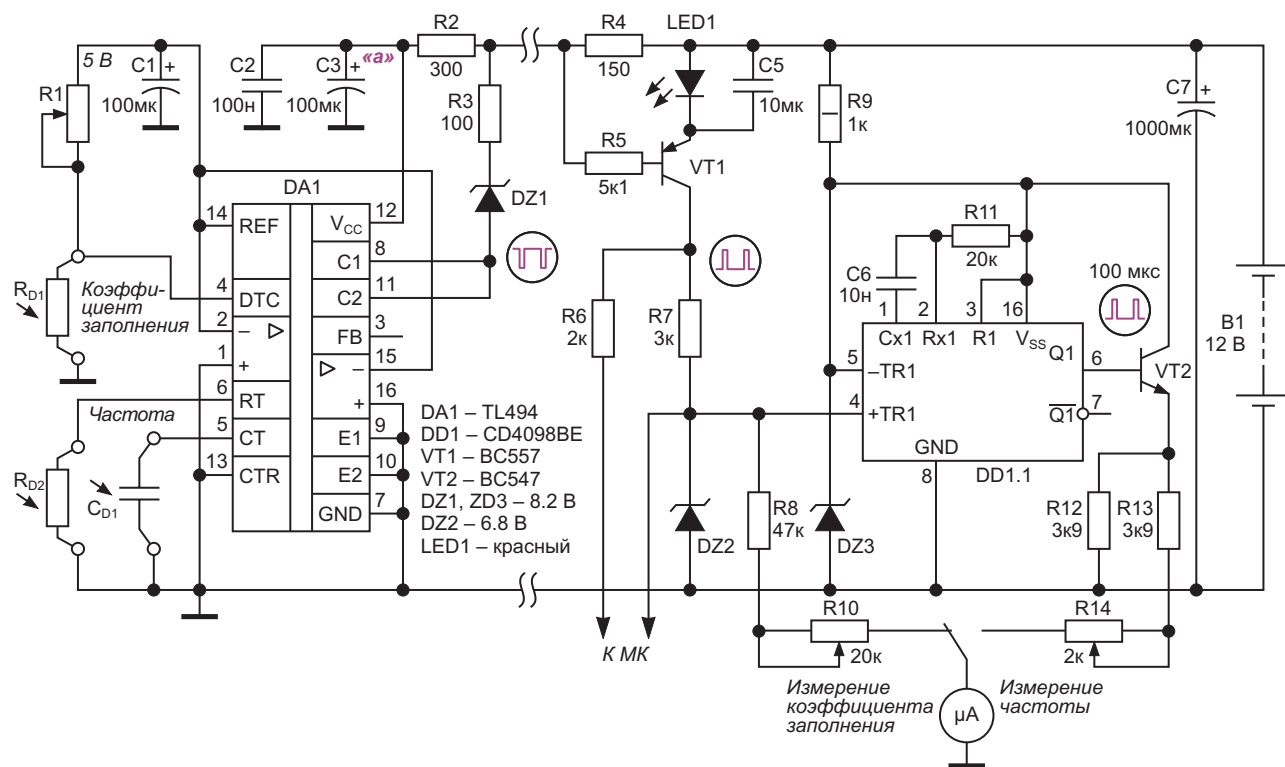 5 В
C1
+
100мк
R1
C2
100н
C3
+
100мк
«а»
R2
300
R3
100
DZ1
R4
150
LED1
C5
10мк
R5
5к1
VT1
R9
1к
C7
+
1000мк
DA1
14
REF
VCC
12
C1
8
C2
11
4
DTC
FB
3
2
–
1
+
–
15
6
RT
+
16
5
CT
E1
9
13
CTR
E2
10
GND
7
RD1
Коэффи-
циент
заполнения
Частота
RD2
CD1
DA1 – TL494
DD1 – CD4098BE
VT1 – BC557
VT2 – BC547
DZ1, ZD3 – 8.2 В
DZ2 – 6.8 В
LED1 – красный
R6
2к
R7
3к
R11
20к
C6
10н
100 мкс
1
2
3
16
Cx1
Rx1
R1
VSS
Q1
6
5
–TR1
4
+TR1
Q1
7
GND
8
DD1.1
VT2
B1
12 В
DZ2
R8
47к
DZ3
R12
3к9
R13
3к9
К МК
R10
20к
R14
2к
Измерение
коэффициента
заполнения
Измерение
частоты
µA